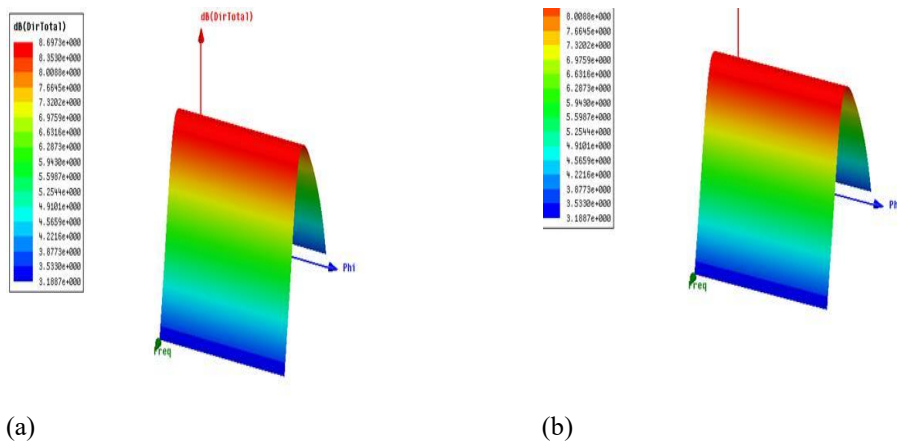 dB(DirTotal)
8.6973e+000
8.3530e+000
8.0088e+000
7.6645e+000
7.3202e+000
6.9759e+000
6.6316e+000
6.2873e+000
5.9430e+000
5.5987e+000
5.2544e+000
4.9101e+000
4.5659e+000
4.2216e+000
3.8773e+000
3.5330e+000
3.1887e+000
dB(DirTotal)
Phi
Freq
8.0088e+000
7.6645e+000
7.3202e+000
6.9759e+000
6.6316e+000
6.2873e+000
5.9430e+000
5.5987e+000
5.2544e+000
4.9101e+000
4.5659e+000
4.2216e+000
3.8773e+000
3.5330e+000
3.1887e+000
Ph
Freq
(a)
(b)